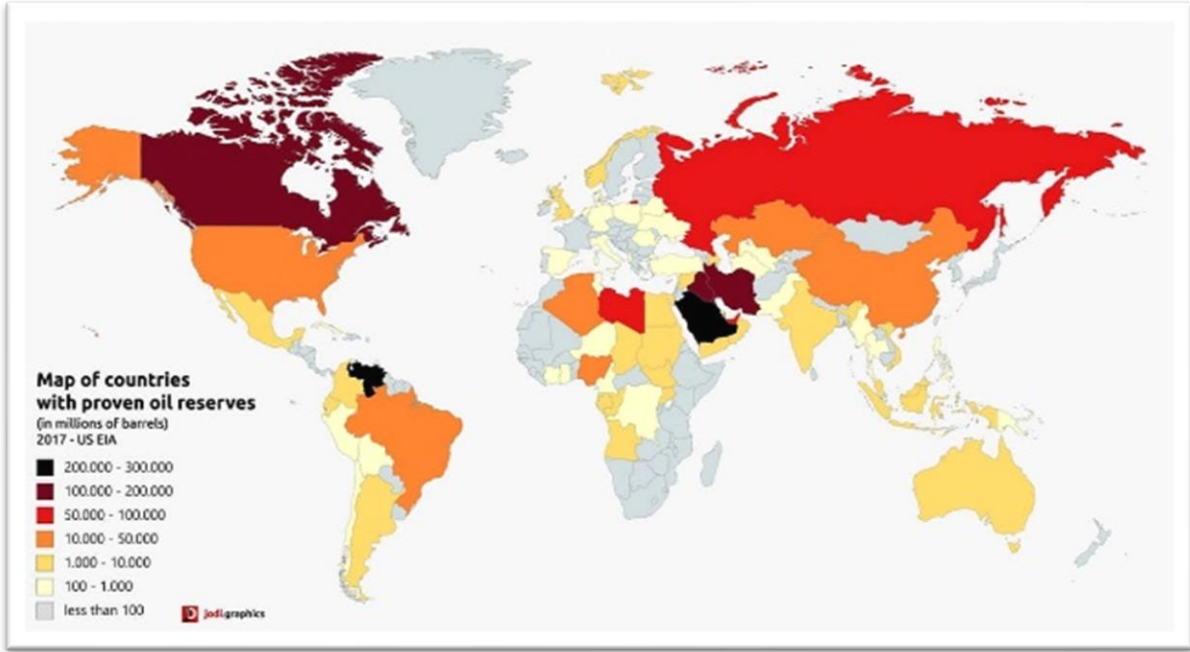 Map of countries
with proven oil reserves
(in millions of barrels)
2017 - US EIA
200.000 - 300.000
100.000 - 200.000
50.000 - 100.000
10.000 - 50.000
1.000 - 10.000
100 - 1.000
less than 100
jodi.graphics